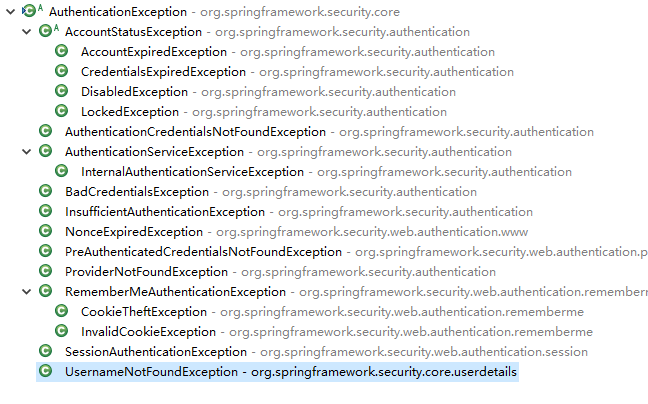 AuthenticationException - org.springframework.security.core
AccountStatusException - org.springframework.security.authentication
AccountExpiredException - org.springframework.security.authentication
CredentialsExpiredException - org.springframework.security.authentication
DisabledException - org.springframework.security.authentication
LockedException - org.springframework.security.authentication
AuthenticationCredentialsNotFoundException - org.springframework.security.authentication
AuthenticationServiceException - org.springframework.security.authentication
InternalAuthenticationServiceException - org.springframework.security.authentication
BadCredentialsException - org.springframework.security.authentication
InsufficientAuthenticationException - org.springframework.security.authentication
NonceExpiredException - org.springframework.security.web.authentication.www
PreAuthenticatedCredentialsNotFoundException - org.springframework.security.web.authentication.p
ProviderNotFoundException - org.springframework.security.authentication
RememberMeAuthenticationException - org.springframework.security.web.authentication.rememberm
CookieTheftException - org.springframework.security.web.authentication.rememberme
InvalidCookieException - org.springframework.security.web.authentication.rememberme
SessionAuthenticationException - org.springframework.security.web.authentication.session
UsernameNotFoundException - org.springframework.security.core.userdetails